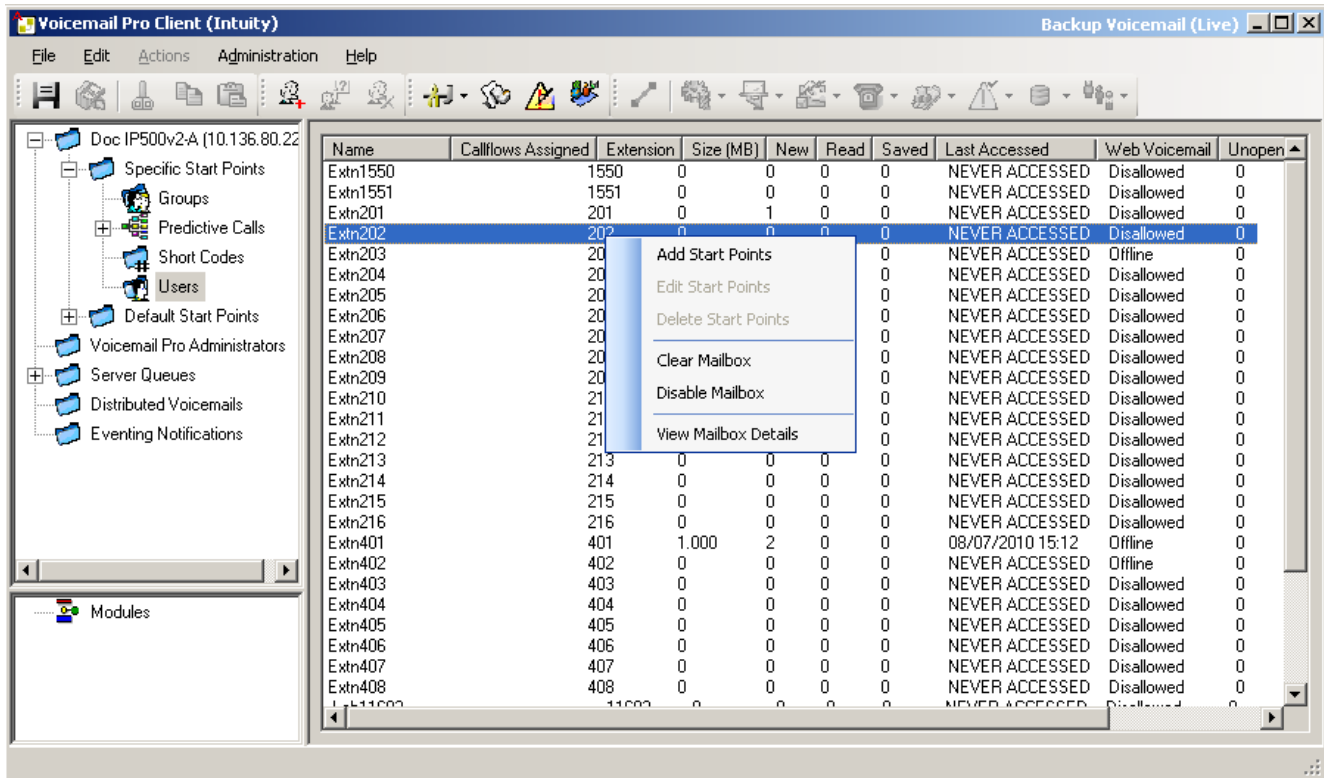 Voicemail Pro Client (Intuity) Backup Voicemail (Live)
File Edit Actions Administration Help
Doc IP500v2-A (10.136.80.22
Specific Start Points
Groups
Predictive Calls
Short Codes
Users
Default Start Points
Voicemail Pro Administrators
Server Queues
Distributed Voicemails
Eventing Notifications
Modules
Name Callflows Assigned Extension Size (MB) New Read Saved Last Accessed Web Voicemail Unopen
Extn1550 1550 0 0 0 0 NEVER ACCESSED Disallowed 0
Extn1551 1551 0 0 0 0 NEVER ACCESSED Disallowed 0
Extn201 201 0 1 0 0 NEVER ACCESSED Disallowed 0
Extn202 202 0 0 0 0 NEVER ACCESSED Disallowed 0
Extn203 20 0 NEVER ACCESSED Offline 0
Extn204 20 0 NEVER ACCESSED Disallowed 0
Extn205 20 0 NEVER ACCESSED Disallowed 0
Extn206 20 0 NEVER ACCESSED Disallowed 0
Extn207 20 0 NEVER ACCESSED Disallowed 0
Extn208 20 0 NEVER ACCESSED Disallowed 0
Extn209 20 0 NEVER ACCESSED Disallowed 0
Extn210 21 0 NEVER ACCESSED Disallowed 0
Extn211 21 0 NEVER ACCESSED Disallowed 0
Extn212 21 0 NEVER ACCESSED Disallowed 0
Extn213 213 0 0 0 0 NEVER ACCESSED Disallowed 0
Extn214 214 0 0 0 0 NEVER ACCESSED Disallowed 0
Extn215 215 0 0 0 0 NEVER ACCESSED Disallowed 0
Extn216 216 0 0 0 0 NEVER ACCESSED Disallowed 0
Extn401 401 1.000 2 0 0 08/07/2010 15:12 Offline 0
Extn402 402 0 0 0 0 NEVER ACCESSED Offline 0
Extn403 403 0 0 0 0 NEVER ACCESSED Disallowed 0
Extn404 404 0 0 0 0 NEVER ACCESSED Disallowed 0
Extn405 405 0 0 0 0 NEVER ACCESSED Disallowed 0
Extn406 406 0 0 0 0 NEVER ACCESSED Disallowed 0
Extn407 407 0 0 0 0 NEVER ACCESSED Disallowed 0
Extn408 408 0 0 0 0 NEVER ACCESSED Disallowed 0
Add Start Points
Edit Start Points
Delete Start Points
Clear Mailbox
Disable Mailbox
View Mailbox Details